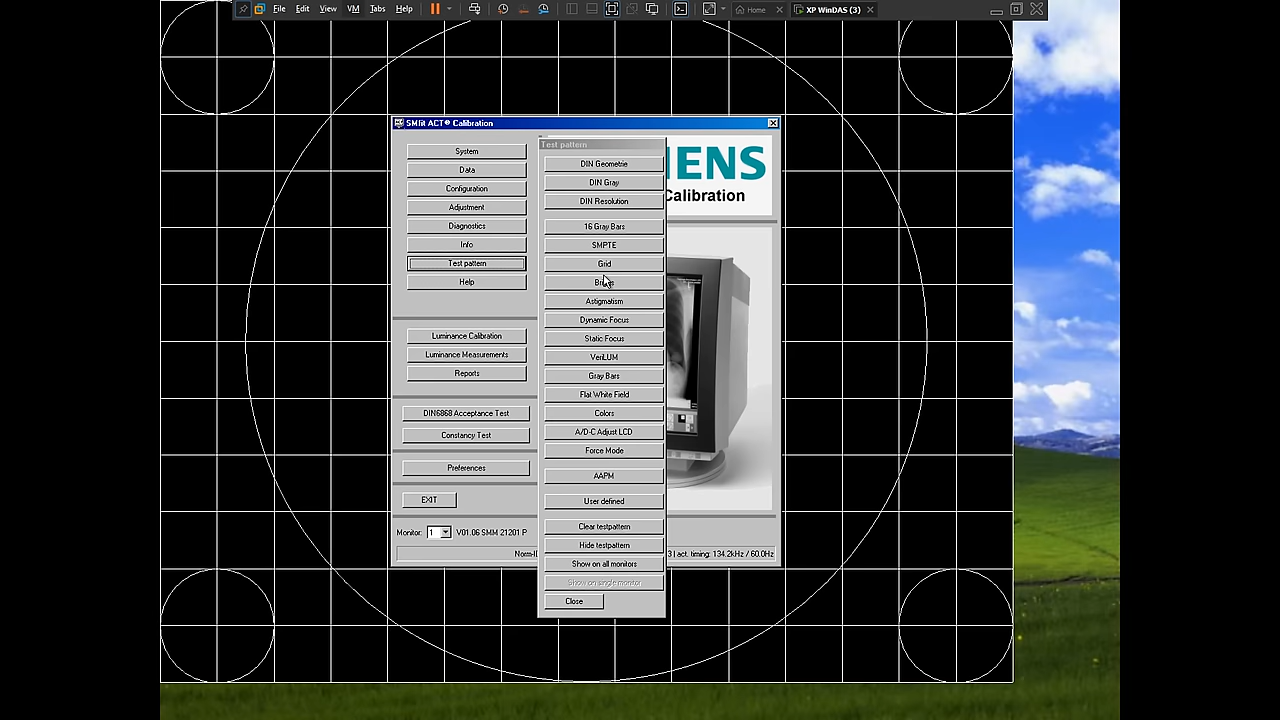 File Edit View VM Tabs Help
Home
XP WinDAS (3)
SMfit ACT® Calibration
System
Data
Configuration
Adjustment
Diagnostics
Info
Test pattern
Help
Luminance Calibration
Luminance Measurements
Reports
DIN6868 Acceptance Test
Constancy Test
Preferences
EXIT
Monitor: 1 V01.06 SMM 21201 P
Test pattern
DIN Geometrie
DIN Gray
DIN Resolution
16 Gray Bars
SMPTE
Grid
Astigmatism
Dynamic Focus
Static Focus
VeriLUM
Gray Bars
Flat White Field
Colors
A/D-C Adjust LCD
Force Mode
AAPM
User defined
Clear testpattern
Hide testpattern
Show on all monitors
Show on single monitor
Close
IENS
Calibration
3 | act. timing: 134.2kHz / 60.0Hz